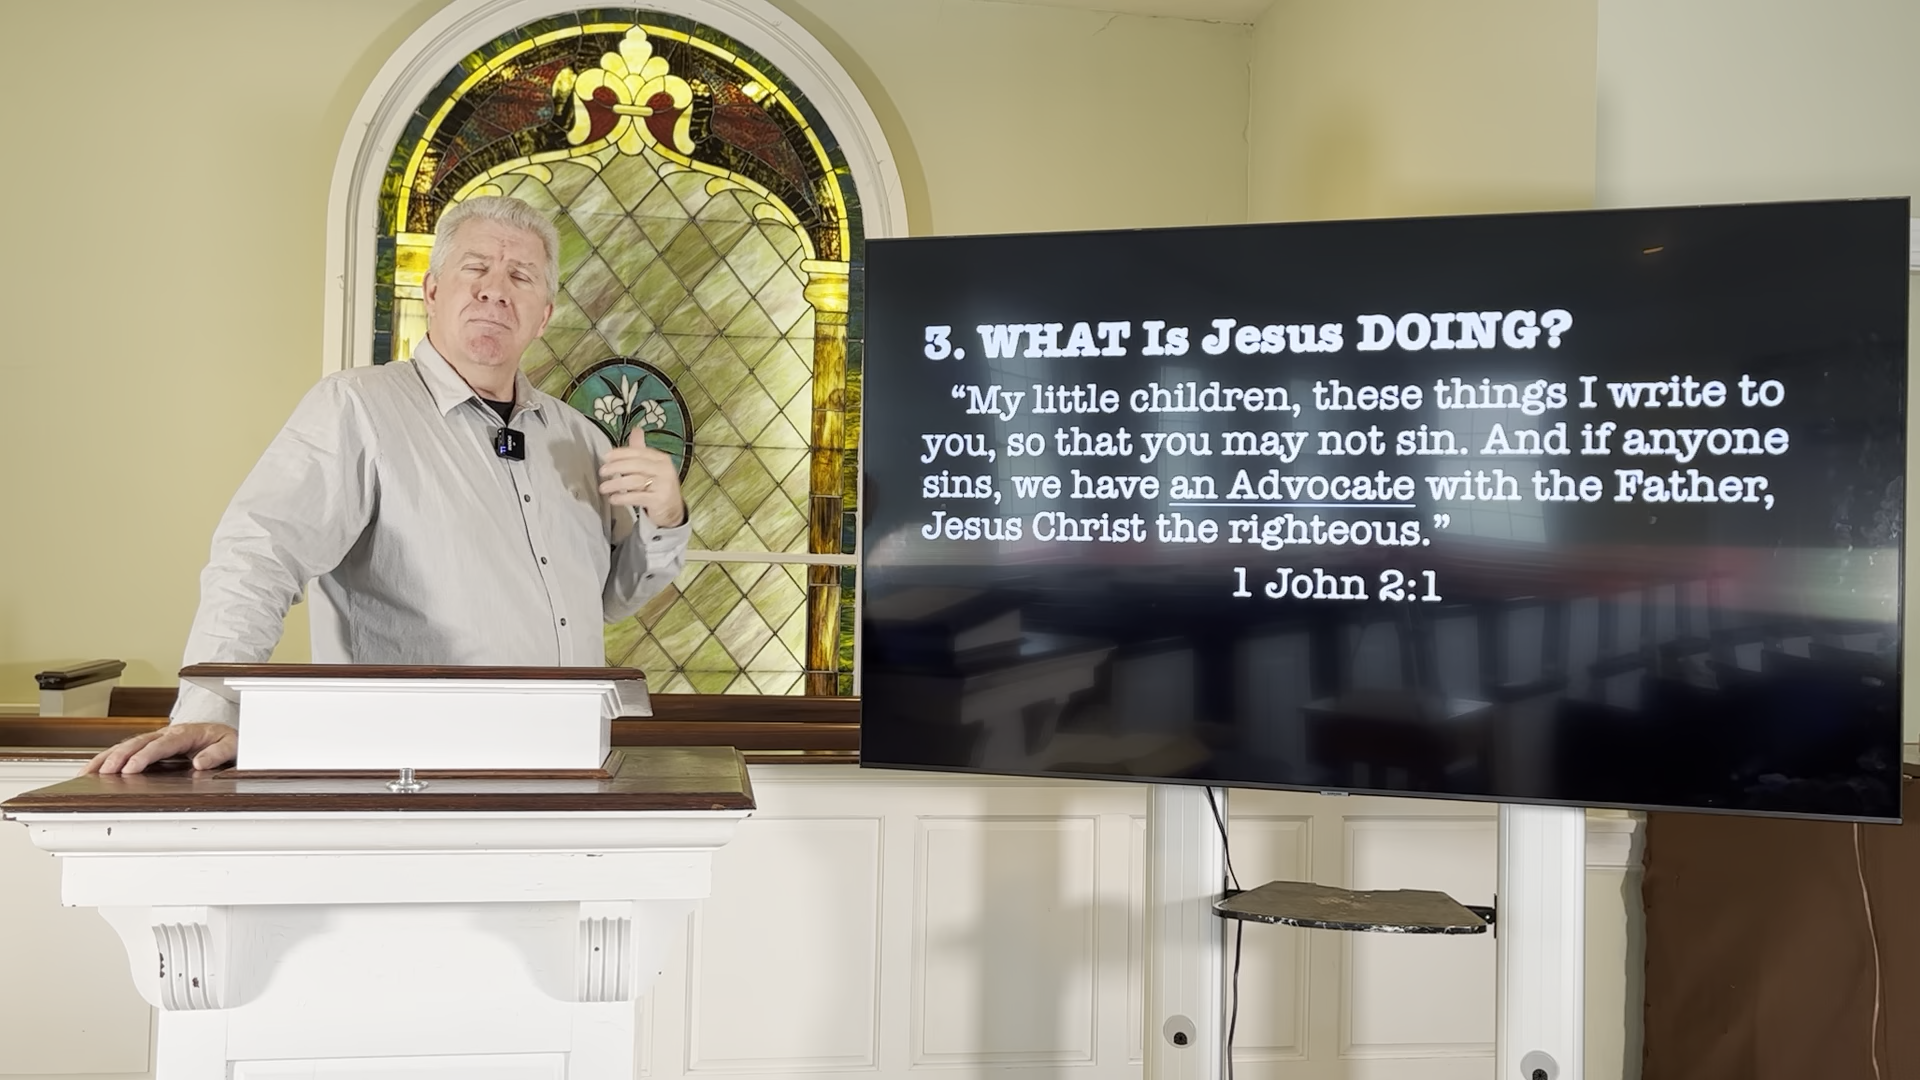 3. WHAT Is Jesus DOING?
“My little children, these things I write to
you, so that you may not sin. And if anyone
sins, we have an Advocate with the Father,
Jesus Christ the righteous.”
1 John 2:1